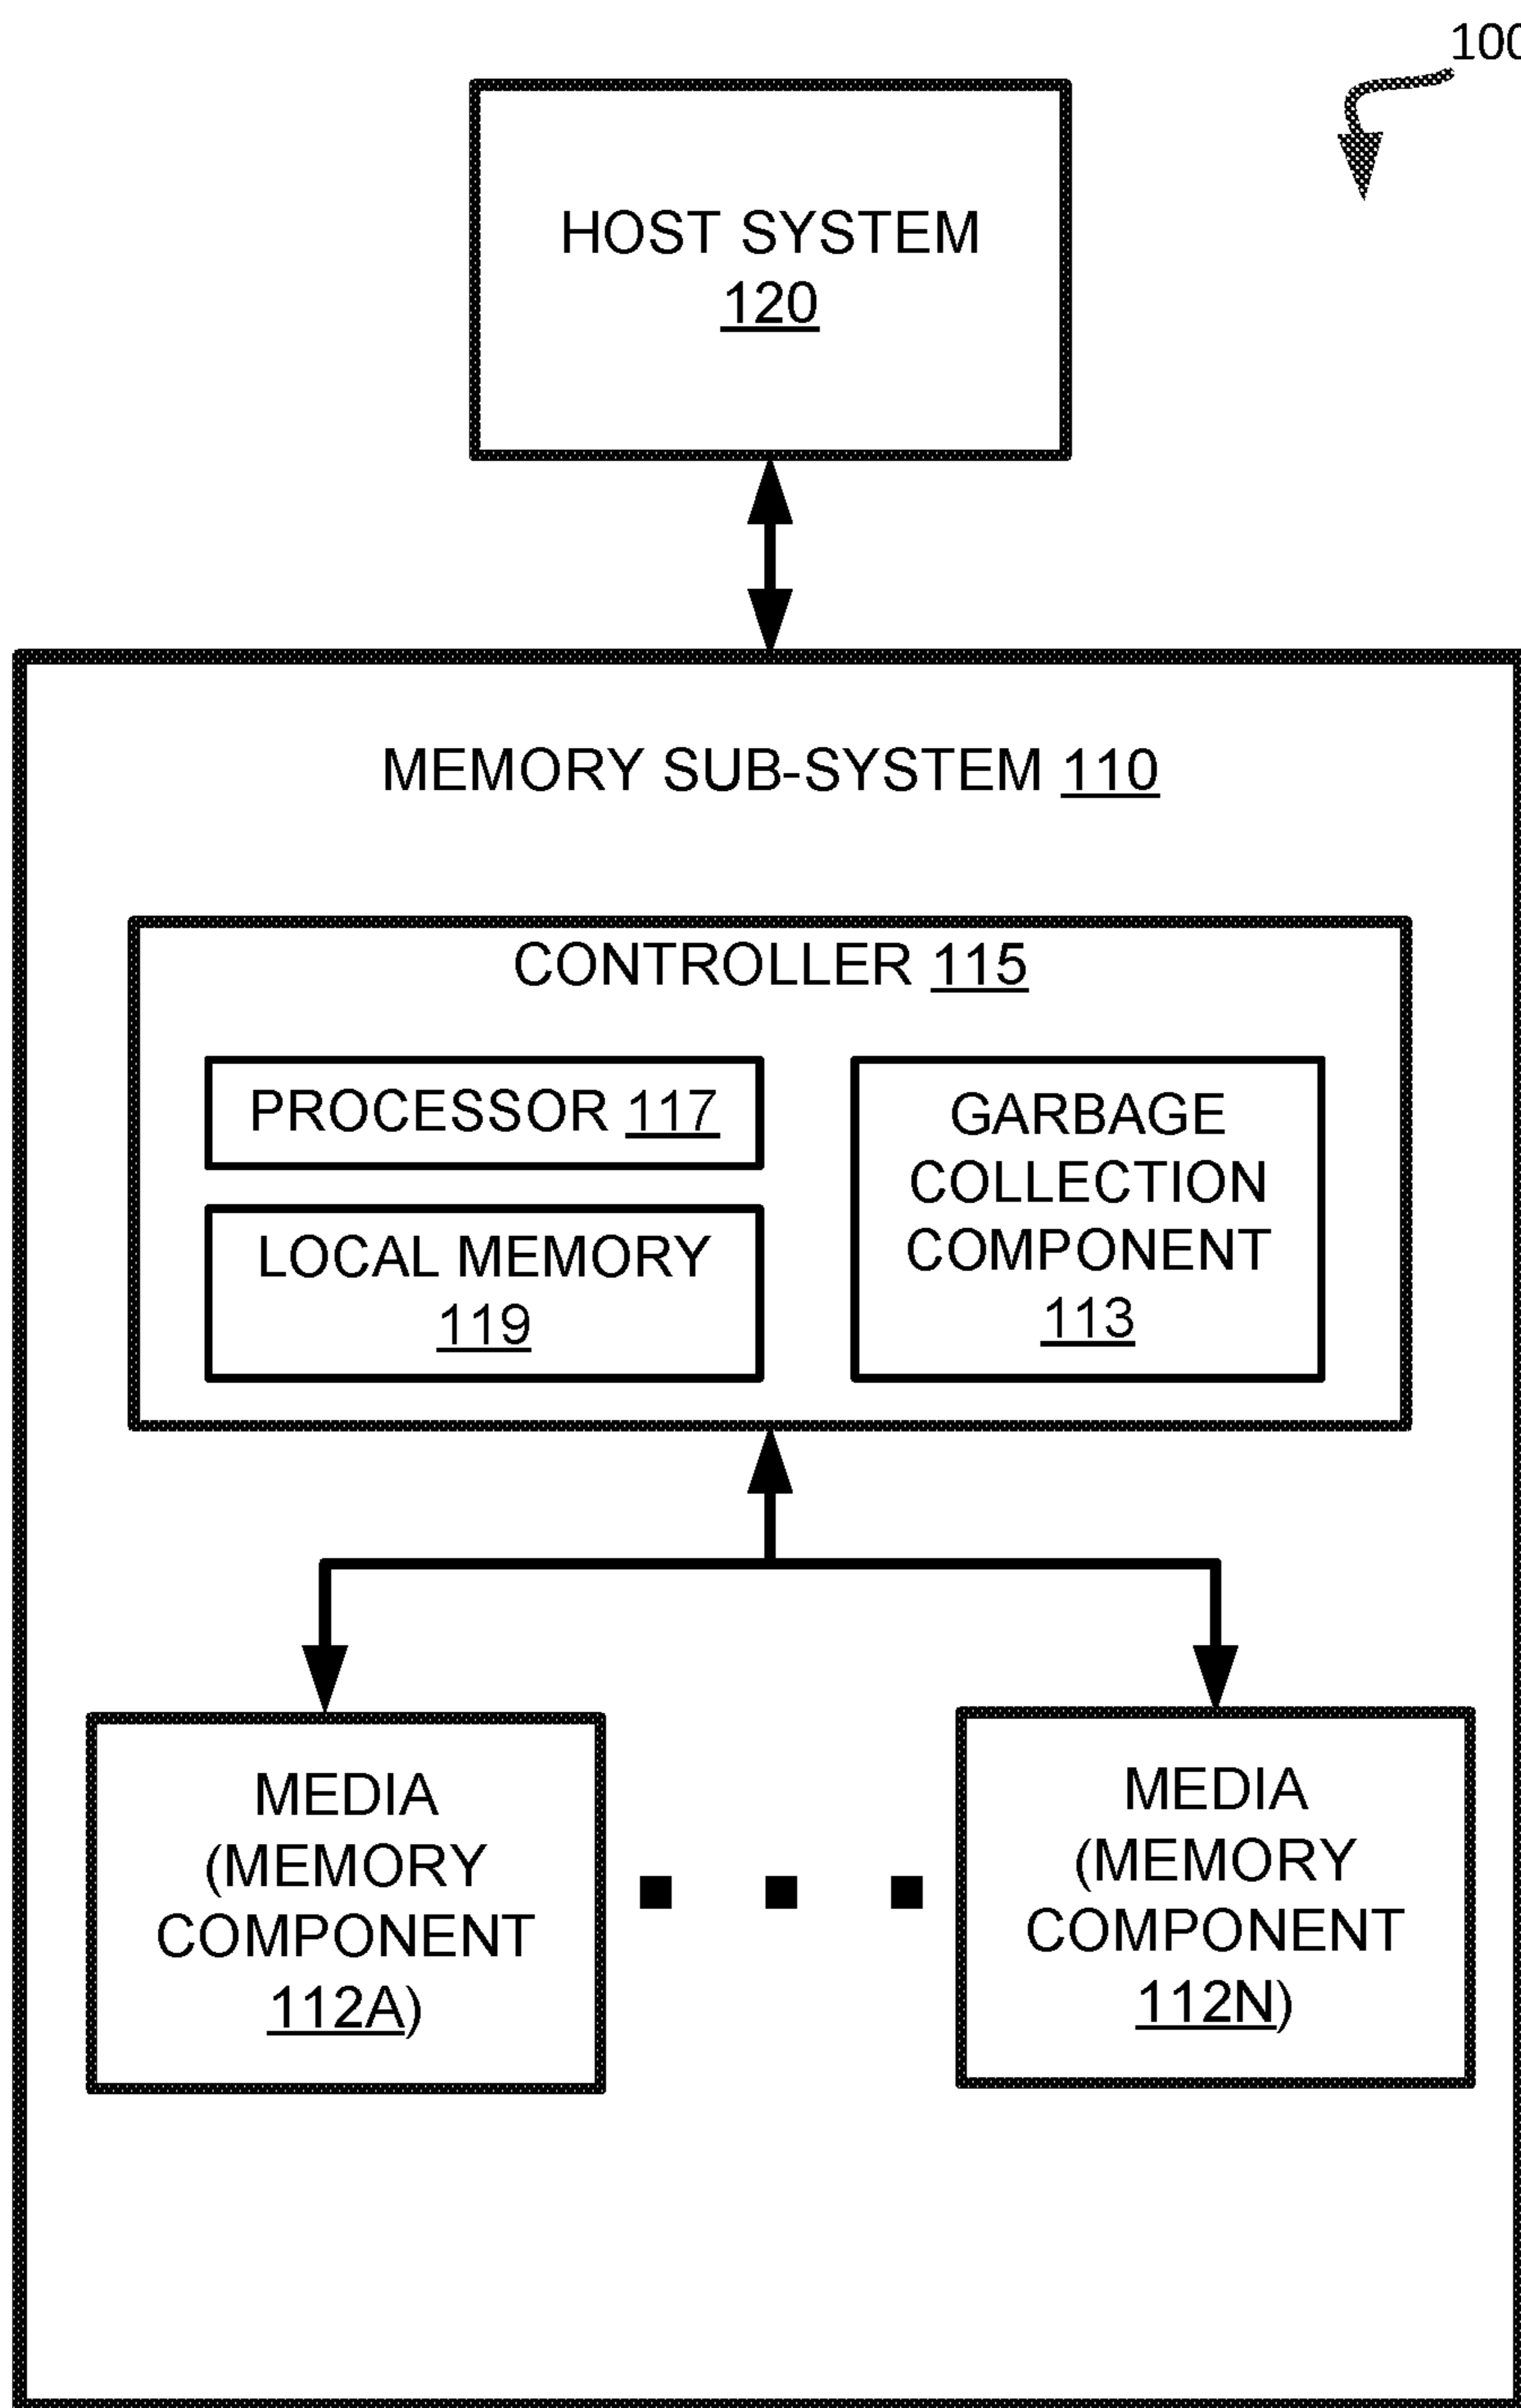 100
HOST SYSTEM
120
MEMORY SUB-SYSTEM 110
CONTROLLER 115
PROCESSOR 117
LOCAL MEMORY
119
GARBAGE
COLLECTION
COMPONENT
113
MEDIA
(MEMORY
COMPONENT
112A)
MEDIA
(MEMORY
COMPONENT
112N)